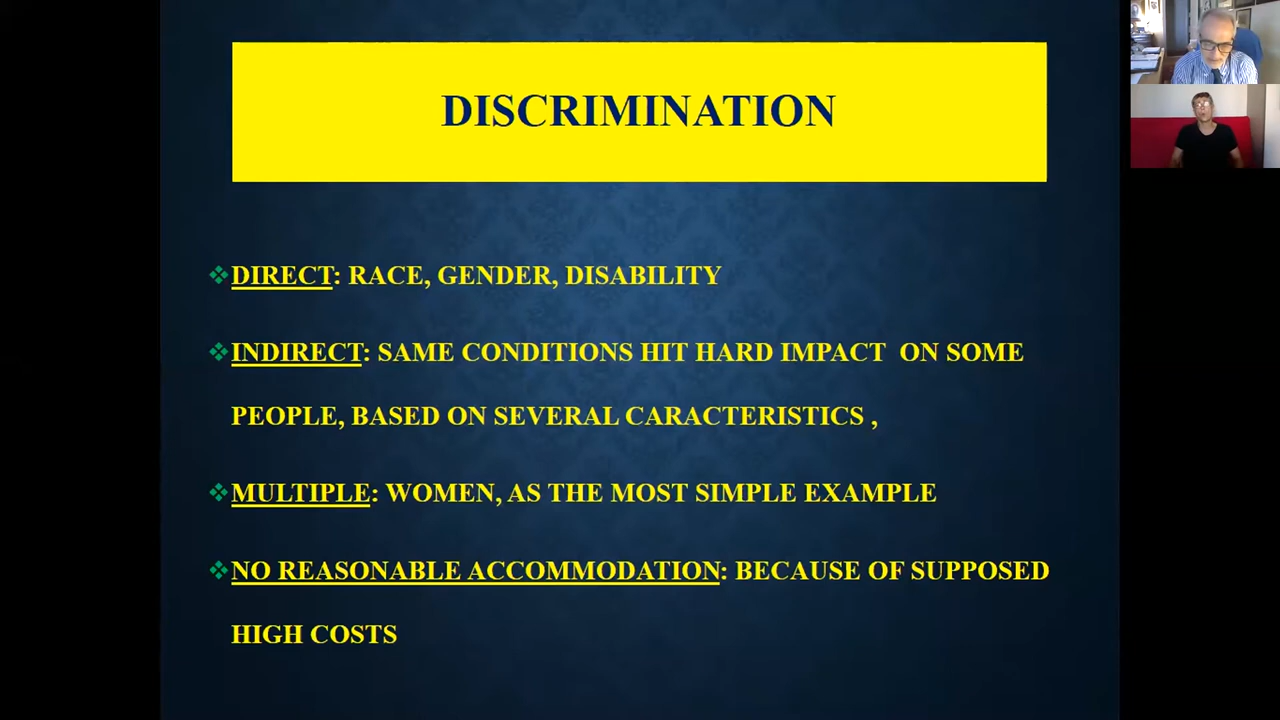 DISCRIMINATION
❖DIRECT: RACE, GENDER, DISABILITY
❖INDIRECT: SAME CONDITIONS HIT HARD IMPACT ON SOME
PEOPLE, BASED ON SEVERAL CARACTERISTICS ,
❖MULTIPLE: WOMEN, AS THE MOST SIMPLE EXAMPLE
❖NO REASONABLE ACCOMMODATION: BECAUSE OF SUPPOSED
HIGH COSTS